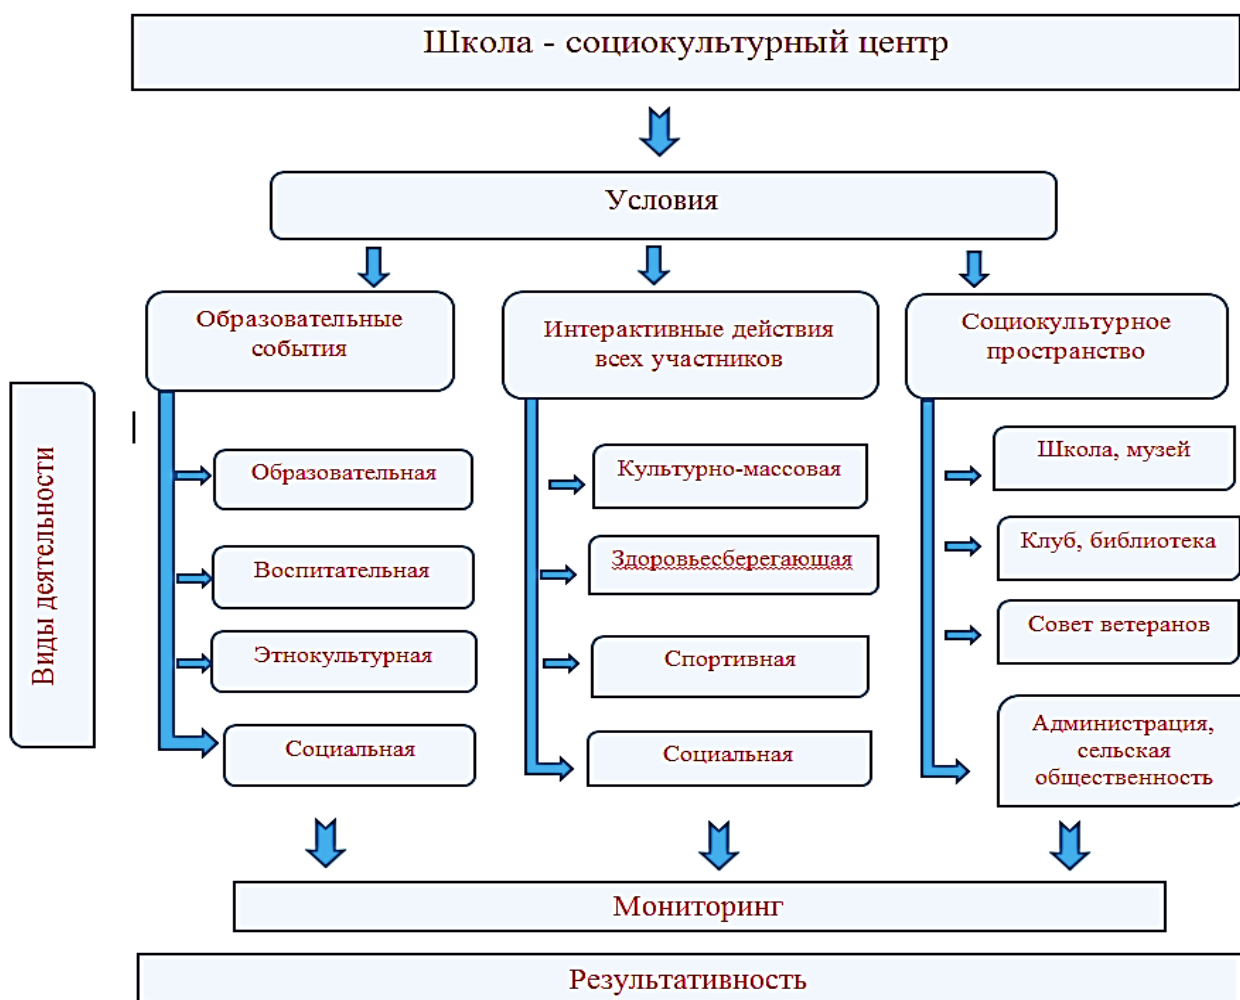 Школа - социокультурный центр
Условия
Образовательные
события
Интерактивные действия
всех участников
Социокультурное
пространство
Виды деятельности
Образовательная
Воспитательная
Этнокультурная
Социальная
Культурно-массовая
Здоровьесберегающая
Спортивная
Социальная
Школа, музей
Клуб, библиотека
Совет ветеранов
Администрация,
сельская
общественность
Мониторинг
Результативность